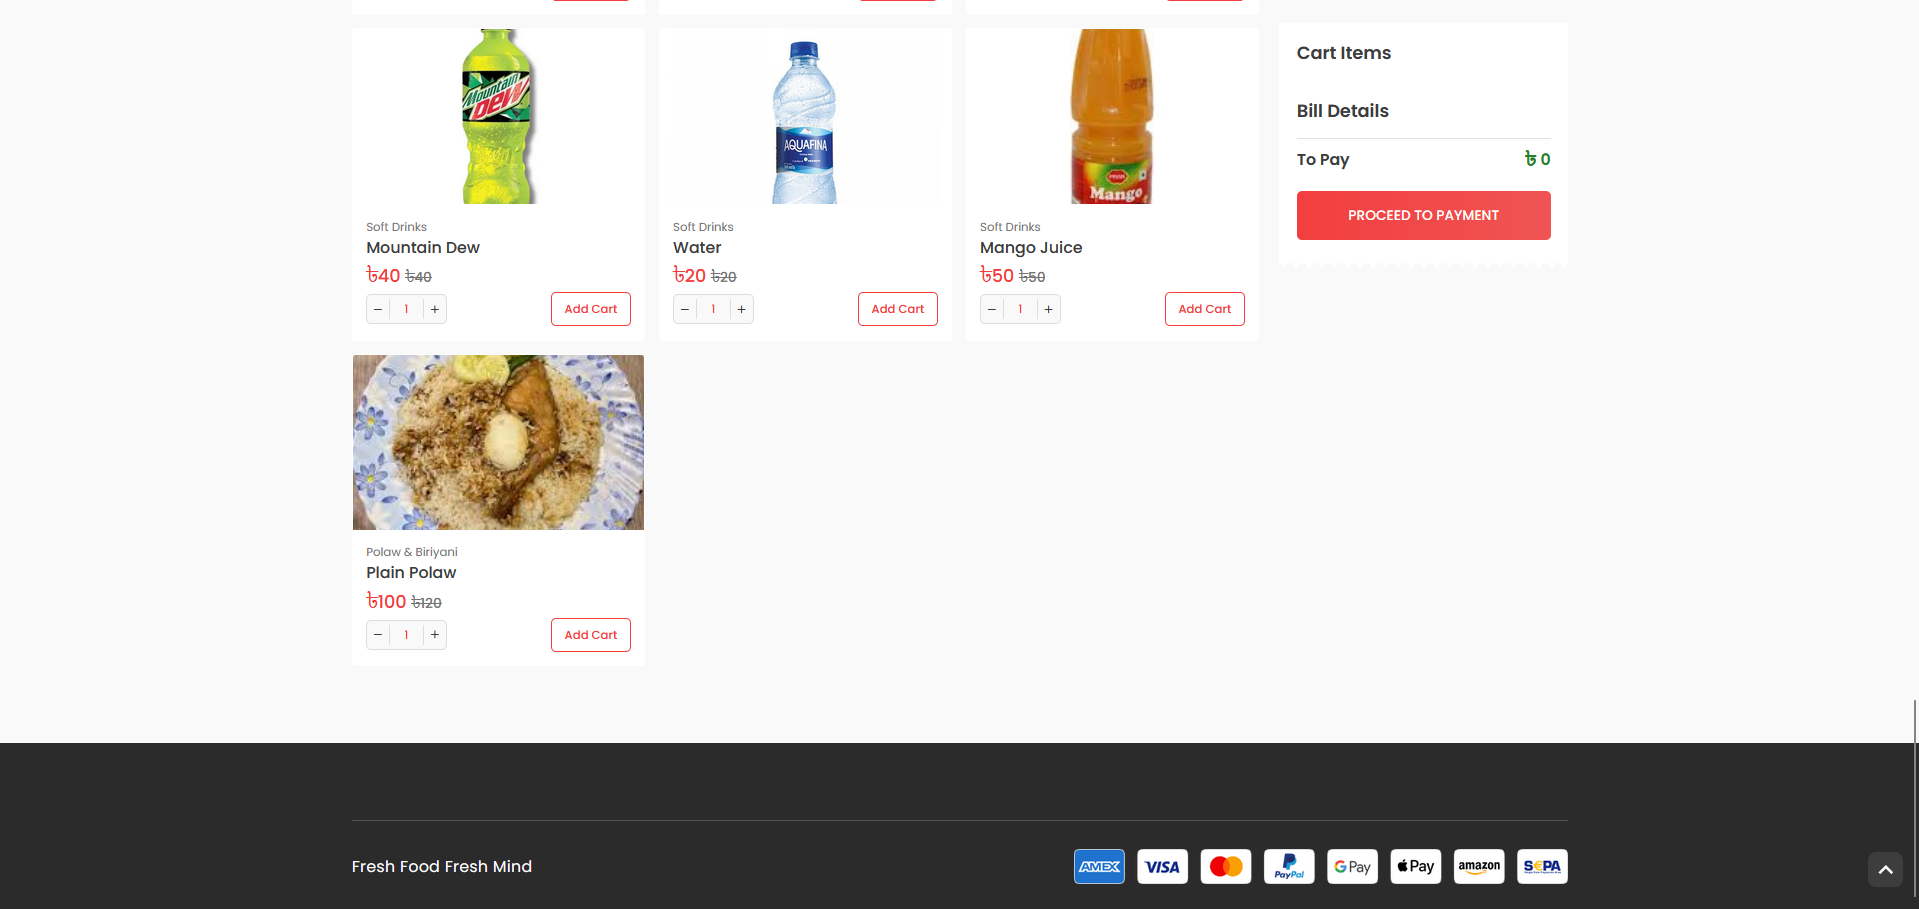 Mountain
DEW
AQUAFINA
PRAN
Mango
Soft Drinks
Mountain Dew
৳40 ৳40
− 1 +
Add Cart
Soft Drinks
Water
৳20 ৳20
− 1 +
Add Cart
Soft Drinks
Mango Juice
৳50 ৳50
− 1 +
Add Cart
Polaw & Biriyani
Plain Polaw
৳100 ৳120
− 1 +
Add Cart
Cart Items
Bill Details
To Pay ৳ 0
PROCEED TO PAYMENT
Fresh Food Fresh Mind
AMEX
VISA
PayPal
G Pay
Pay
amazon
S€PA